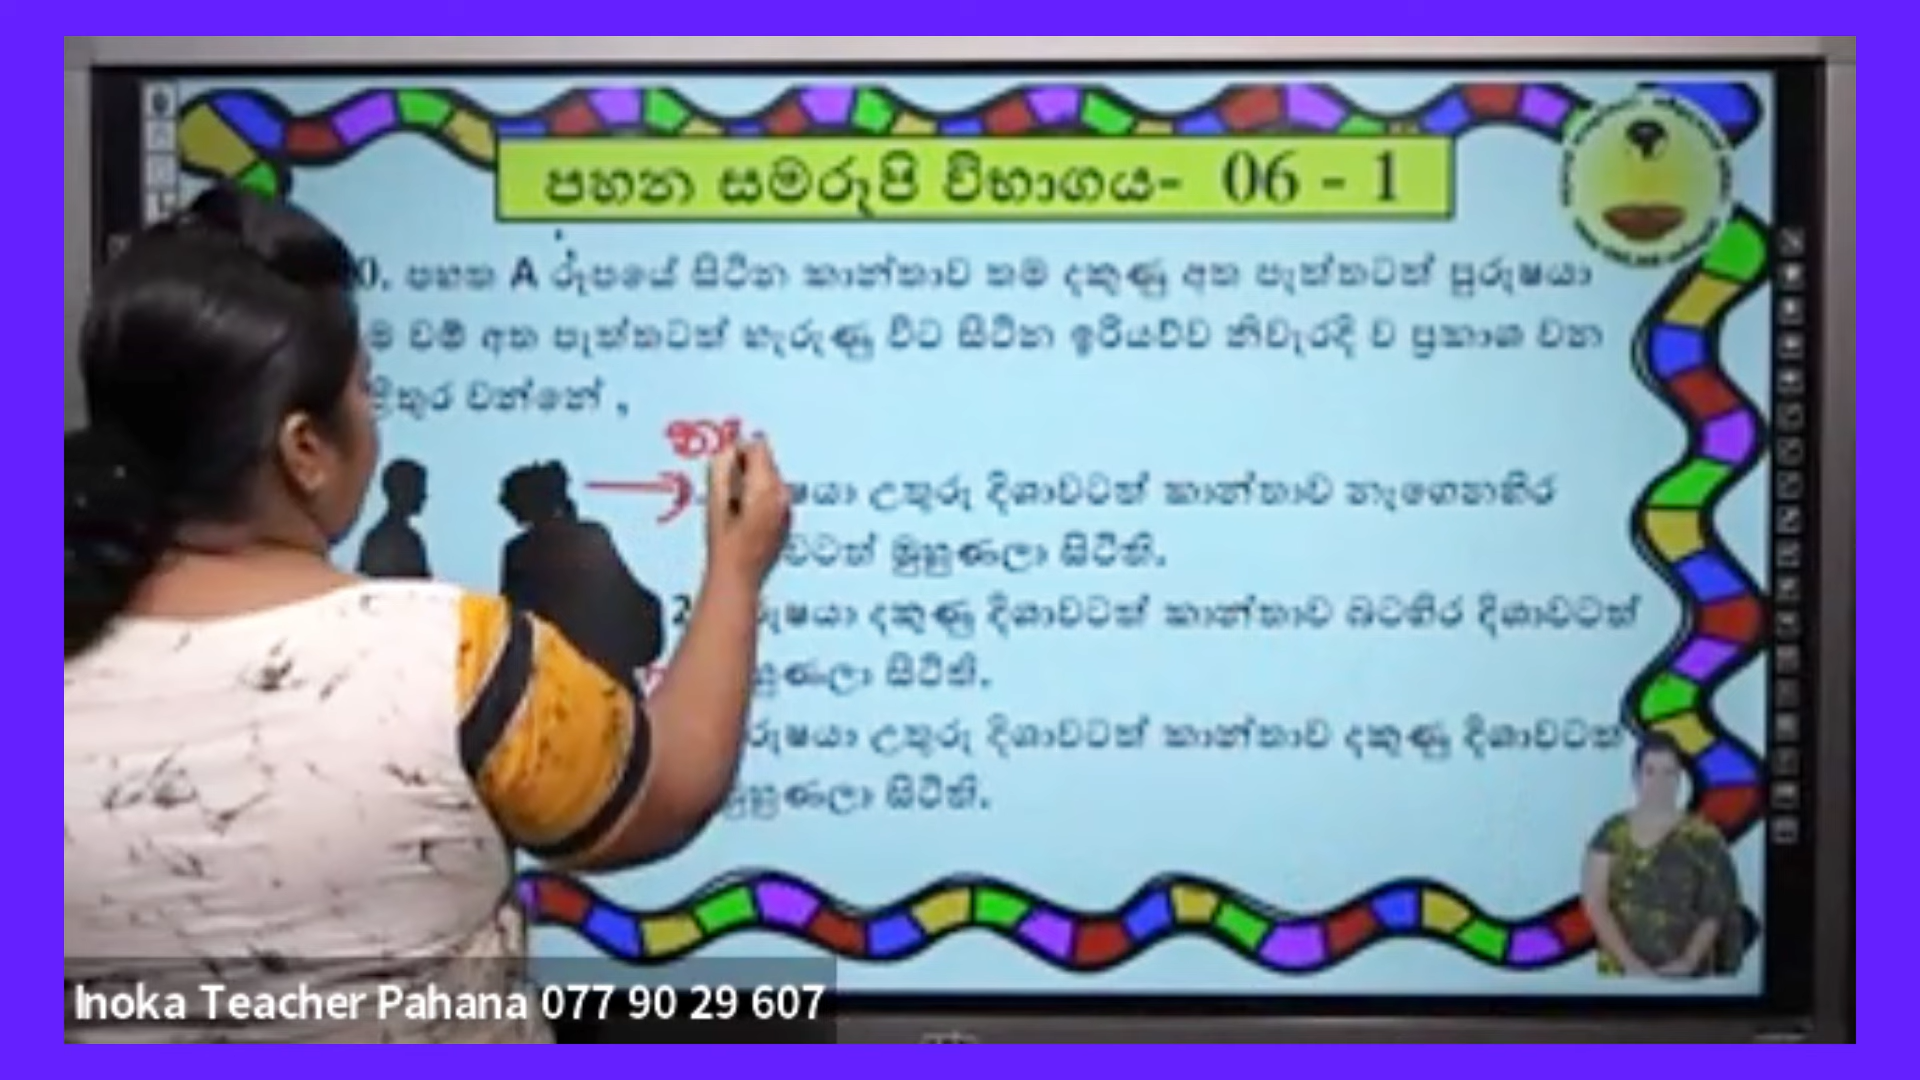 පහන සමරූපි විභාගය- 06 - 1
0. පහත A රූපයේ සිටින කාන්තාව තම දකුණු අත පැත්තටත් පුරුෂයා
ම වම් අත පැත්තටත් හැරුණු විට සිටින ඉරියව්ව නිවැරදි ව ප්‍රකාශ වන
වන්නේ ,
නැ
ෂයා උතුරු දිශාවටත් කාන්තාව නැගෙනහිර
වටත් මුහුණලා සිටිති.
2 රුෂයා දකුණු දිශාවටත් කාන්තාව බටහිර දිශාවටත්
හුණලා සිටිති.
රුෂයා උතුරු දිශාවටත් කාන්තාව දකුණු දිශාවටත්
මුහුණලා සිටිති.
Inoka Teacher Pahana 077 90 29 607